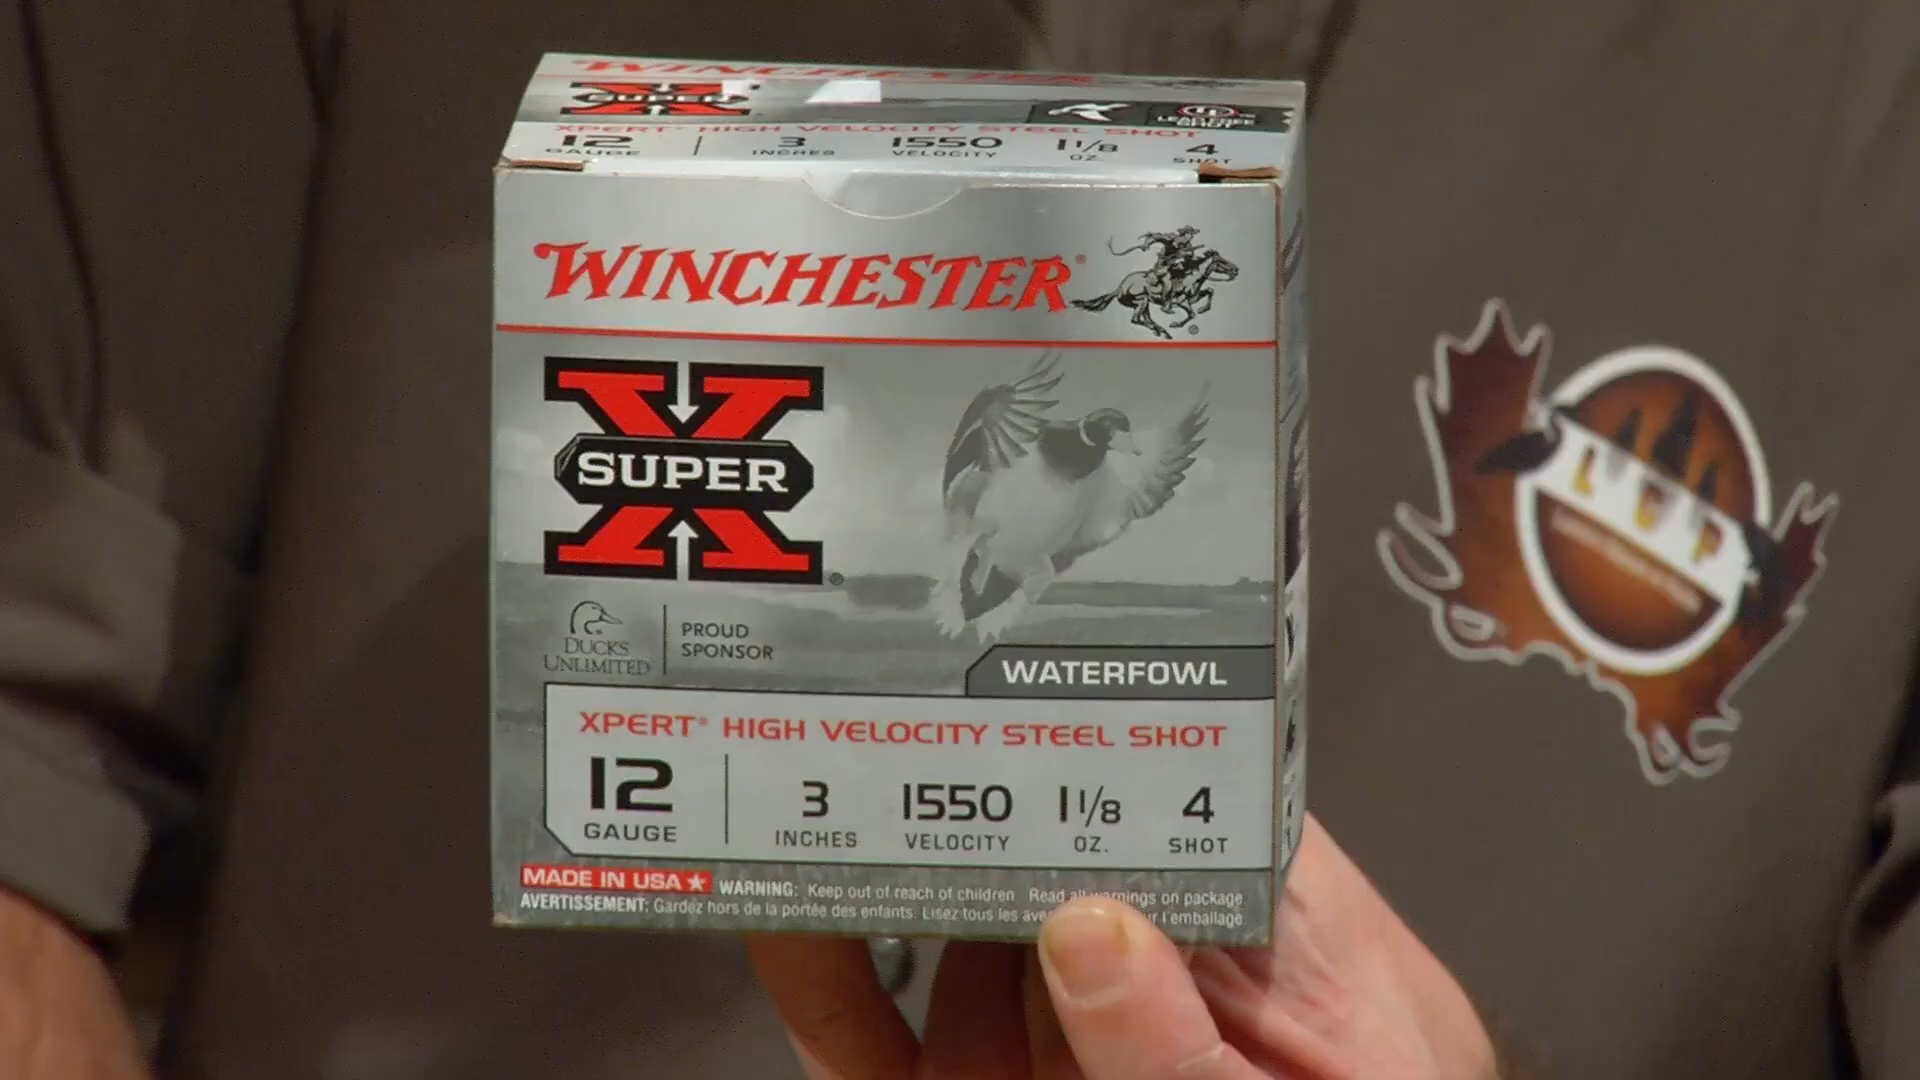 WINCHESTER
SUPER X
LEAD FREE
SHOT
XPERT® HIGH VELOCITY STEEL SHOT
12 3 1550 1 1/8 4
GAUGE INCHES VELOCITY OZ. SHOT
WINCHESTER®
X
SUPER
®
DUCKS
UNLIMITED
PROUD
SPONSOR
WATERFOWL
XPERT® HIGH VELOCITY STEEL SHOT
12 3 1550 1 1/8 4
GAUGE INCHES VELOCITY OZ. SHOT
MADE IN USA ★ WARNING: Keep out of reach of children Read all warnings on package
AVERTISSEMENT: Gardez hors de la portée des enfants. Lisez tous les l'emballage